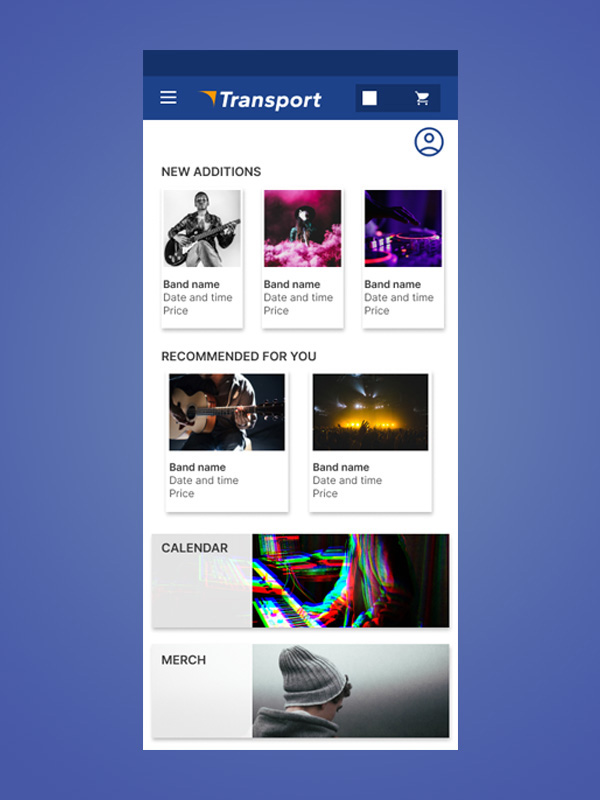 Transport
NEW ADDITIONS
Band name
Date and time
Price
Band name
Date and time
Price
Band name
Date and time
Price
RECOMMENDED FOR YOU
Band name
Date and time
Price
Band name
Date and time
Price
CALENDAR
MERCH